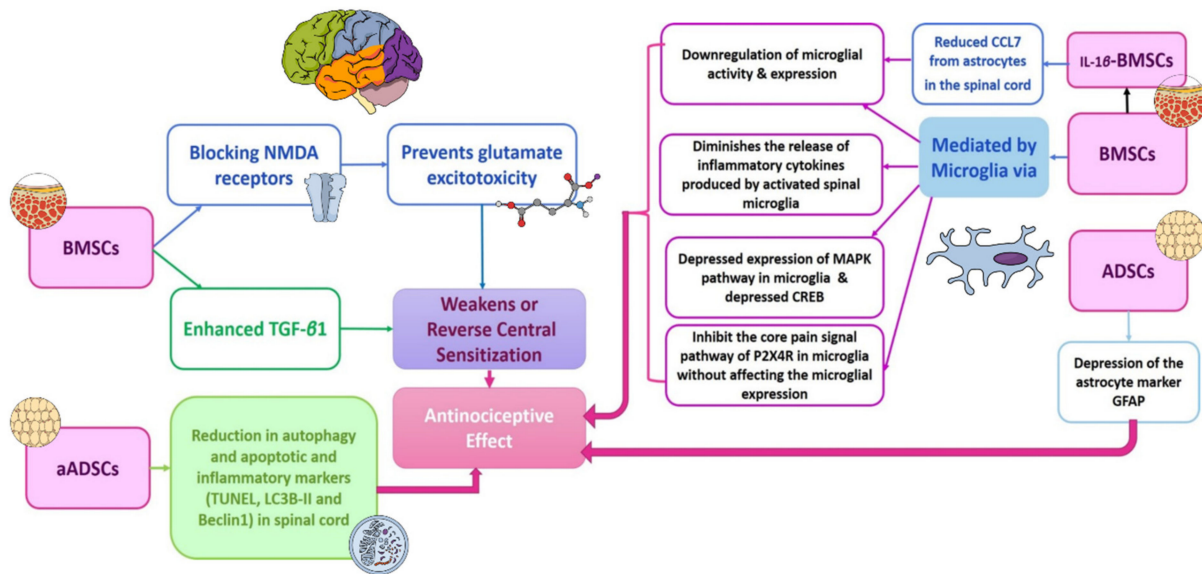 BMSCs
Blocking NMDA
receptors
Prevents glutamate
excitotoxicity
Enhanced TGF-β1
Weakens or
Reverse Central
Sensitization
Antinociceptive
Effect
aADSCs
Reduction in autophagy
and apoptotic and
inflammatory markers
(TUNEL, LC3B-II and
Beclin1) in spinal cord
Downregulation of microglial
activity & expression
Diminishes the release of
inflammatory cytokines
produced by activated spinal
microglia
Depressed expression of MAPK
pathway in microglia &
depressed CREB
Inhibit the core pain signal
pathway of P2X4R in microglia
without affecting the microglial
expression
Reduced CCL7
from astrocytes
in the spinal cord
IL-1β-BMSCs
Mediated by
Microglia via
BMSCs
ADSCs
Depression of the
astrocyte marker
GFAP